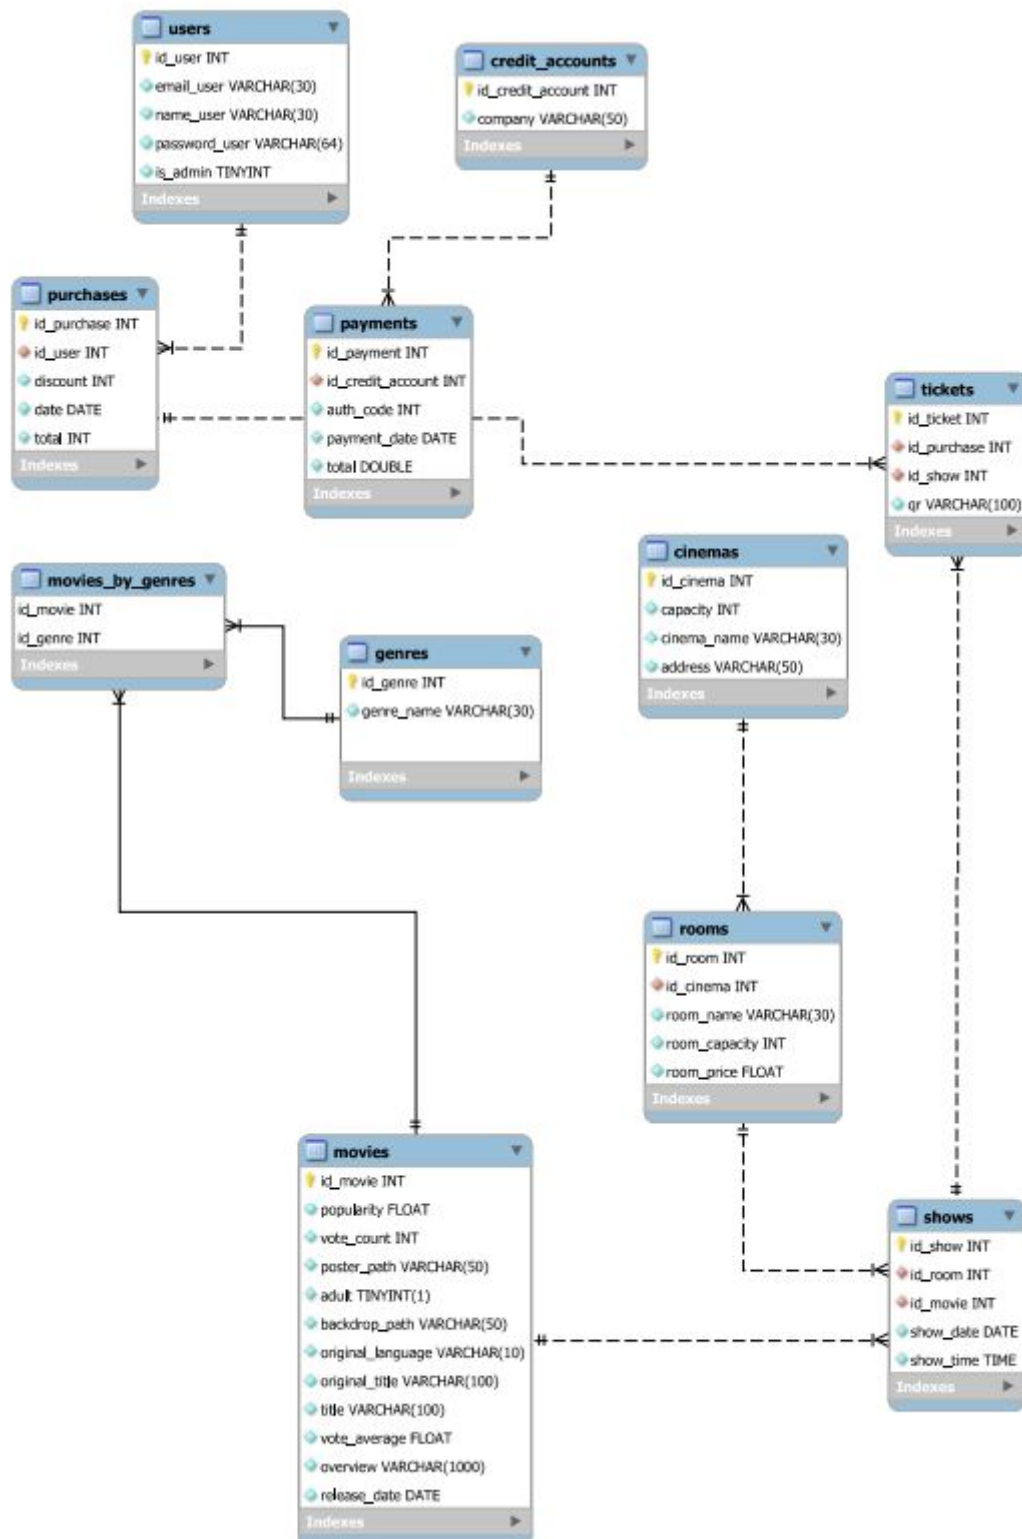 users
id_user INT
email_user VARCHAR(30)
name_user VARCHAR(30)
password_user VARCHAR(64)
is_admin TINYINT
Indexes
credit_accounts
id_credit_account INT
company VARCHAR(50)
Indexes
purchases
id_purchase INT
id_user INT
discount INT
date DATE
total INT
Indexes
payments
id_payment INT
id_credit_account INT
auth_code INT
payment_date DATE
total DOUBLE
Indexes
tickets
id_ticket INT
id_purchase INT
id_show INT
qr VARCHAR(100)
Indexes
movies_by_genres
id_movie INT
id_genre INT
Indexes
genres
id_genre INT
genre_name VARCHAR(30)
Indexes
cinemas
id_cinema INT
capacity INT
cinema_name VARCHAR(30)
address VARCHAR(50)
Indexes
rooms
id_room INT
id_cinema INT
room_name VARCHAR(30)
room_capacity INT
room_price FLOAT
Indexes
movies
id_movie INT
popularity FLOAT
vote_count INT
poster_path VARCHAR(50)
adult TINYINT(1)
backdrop_path VARCHAR(50)
original_language VARCHAR(10)
original_title VARCHAR(100)
title VARCHAR(100)
vote_average FLOAT
overview VARCHAR(1000)
release_date DATE
Indexes
shows
id_show INT
id_room INT
id_movie INT
show_date DATE
show_time TIME
Indexes